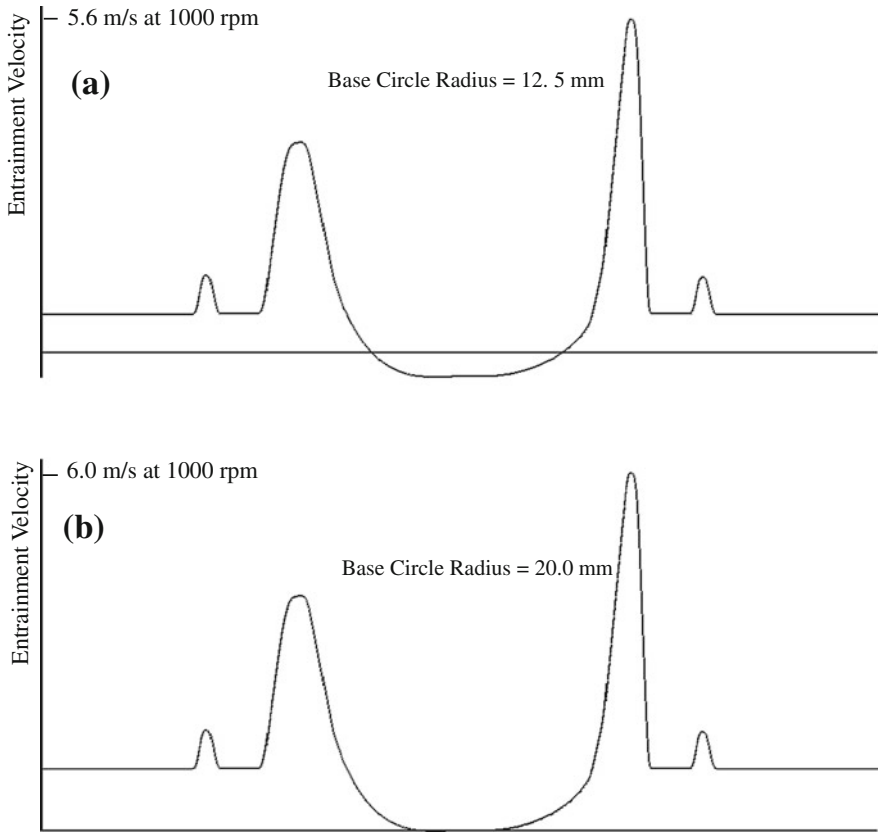 5.6 m/s at 1000 rpm
Entrainment Velocity
(a)
Base Circle Radius = 12. 5 mm
6.0 m/s at 1000 rpm
Entrainment Velocity
(b)
Base Circle Radius = 20.0 mm